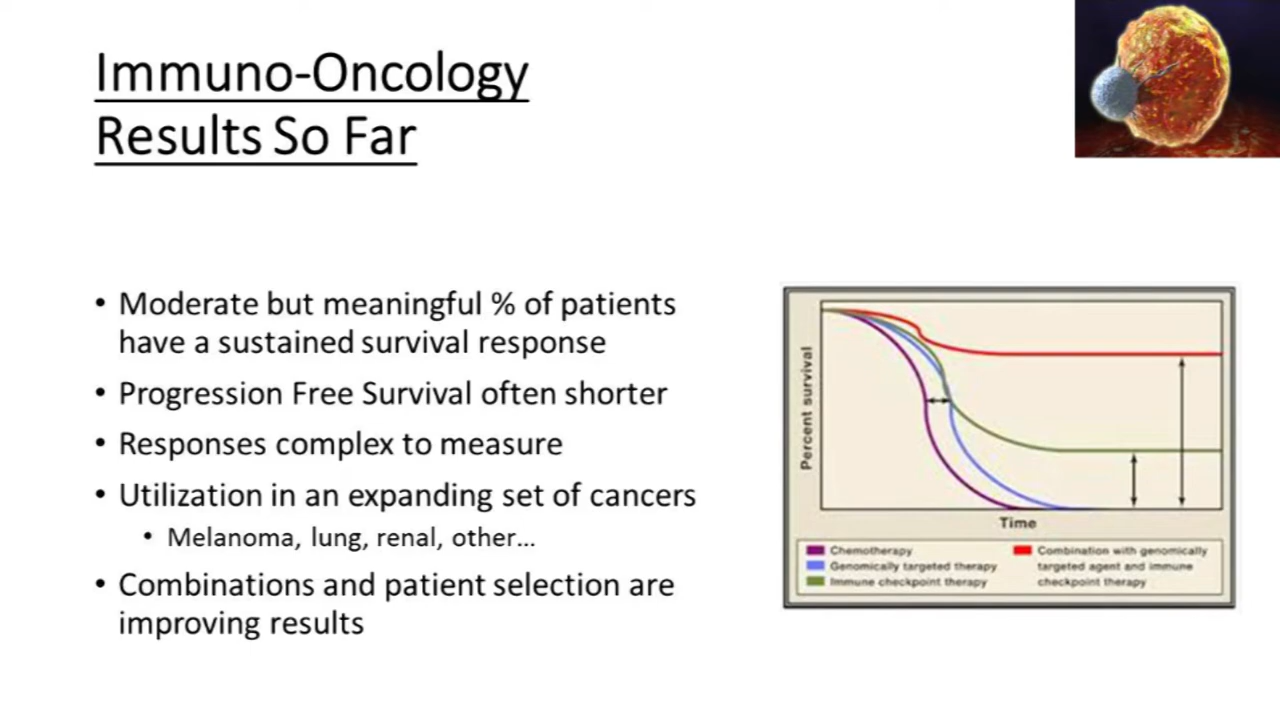 Immuno-Oncology
Results So Far
• Moderate but meaningful % of patients
have a sustained survival response
• Progression Free Survival often shorter
• Responses complex to measure
• Utilization in an expanding set of cancers
• Melanoma, lung, renal, other...
• Combinations and patient selection are
improving results
Percent survival
Time
Chemotherapy
Genomically targeted therapy
Immune checkpoint therapy
Combination with genomically
targeted agent and immune
checkpoint therapy